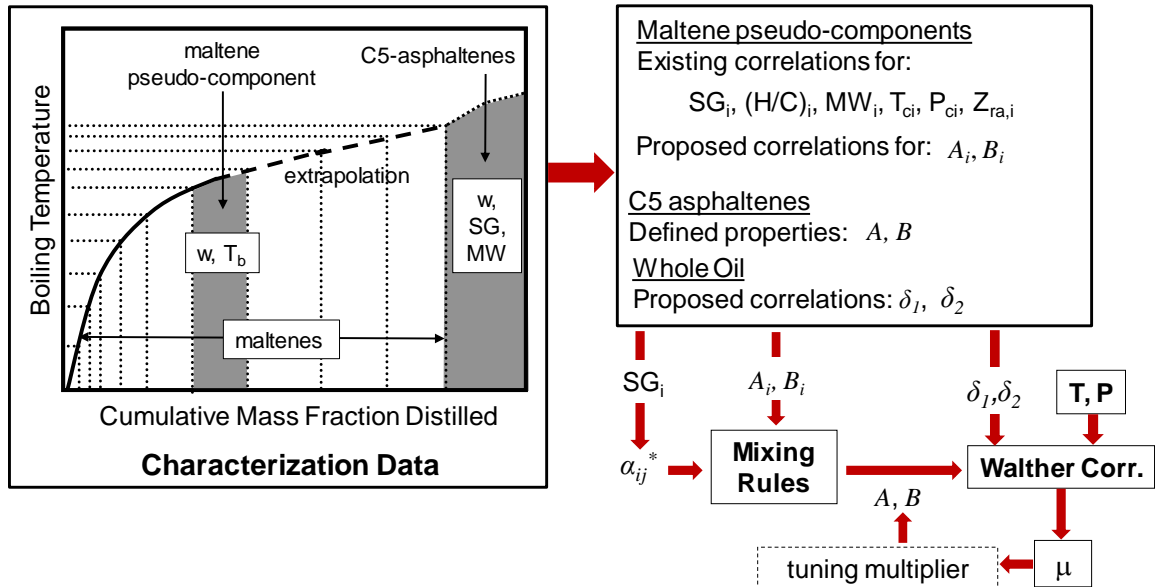 maltene
pseudo-component
C5-asphaltenes
extrapolation
w, T_b
w,
SG,
MW
maltenes
Boiling Temperature
Cumulative Mass Fraction Distilled
Characterization Data
Maltene pseudo-components
Existing correlations for:
SG_i, (H/C)_i, MW_i, T_ci, P_ci, Z_ra,i
Proposed correlations for: A_i, B_i
C5 asphaltenes
Defined properties: A, B
Whole Oil
Proposed correlations: δ_1, δ_2
SG_i
A_i, B_i
δ_1,δ_2
T, P
α_ij^*
Mixing
Rules
Walther Corr.
A, B
tuning multiplier
μ